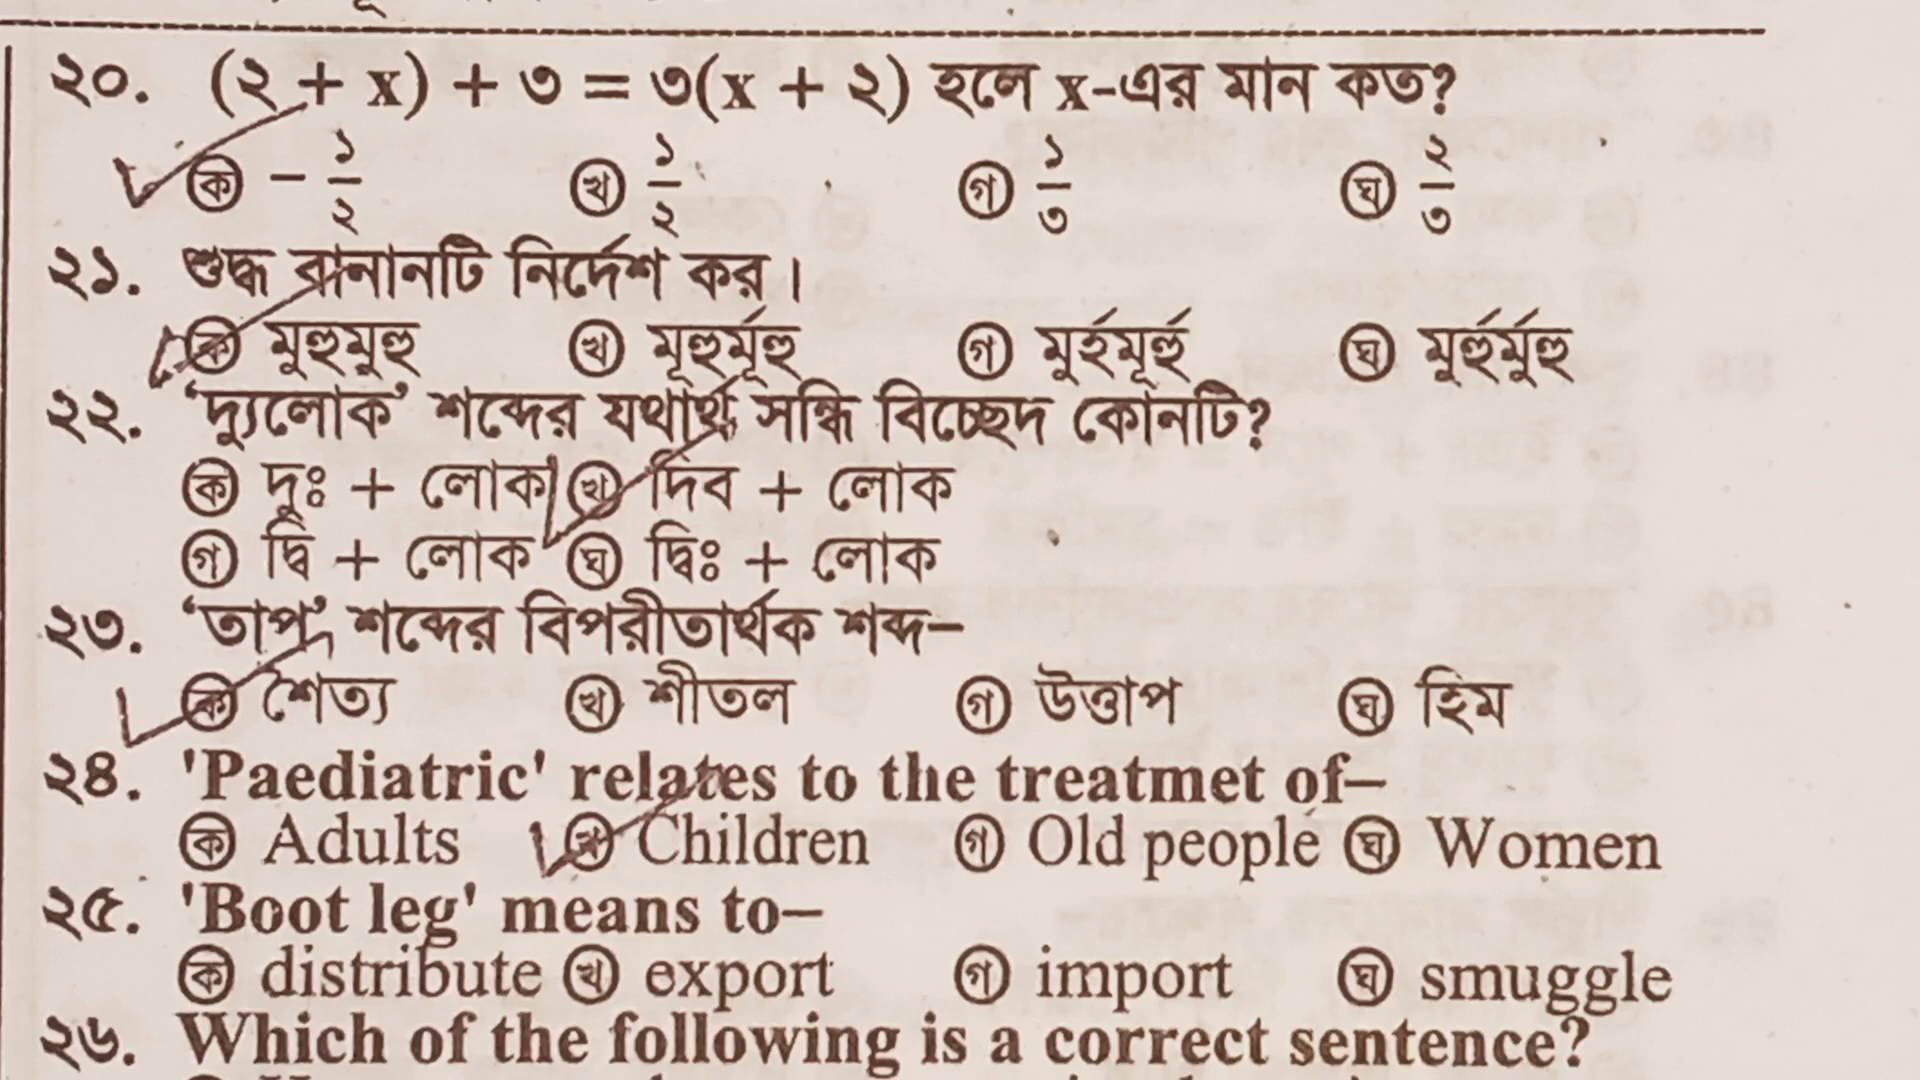 ২০. (২ + x) + ৩ = ৩(x + ২) হলে x-এর মান কত?
ক - ১/২ খ ১/২ গ ১/৩ ঘ ২/৩
২১. শুদ্ধ বানানটি নির্দেশ কর।
ক মুহুমুহু খ মূহুর্মূহু গ মুর্হমূর্হু ঘ মুর্হুর্মুহু
২২. ‘দ্যুলোক’ শব্দের যথার্থ সন্ধি বিচ্ছেদ কোনটি?
ক দুঃ + লোক খ দিব + লোক
গ দ্বি + লোক ঘ দ্বিঃ + লোক
২৩. ‘তাপ’ শব্দের বিপরীতার্থক শব্দ–
ক শৈত্য খ শীতল গ উত্তাপ ঘ হিম
২৪. 'Paediatric' relates to the treatmet of–
ক Adults খ Children গ Old people ঘ Women
২৫. 'Boot leg' means to–
ক distribute খ export গ import ঘ smuggle
২৬. Which of the following is a correct sentence?